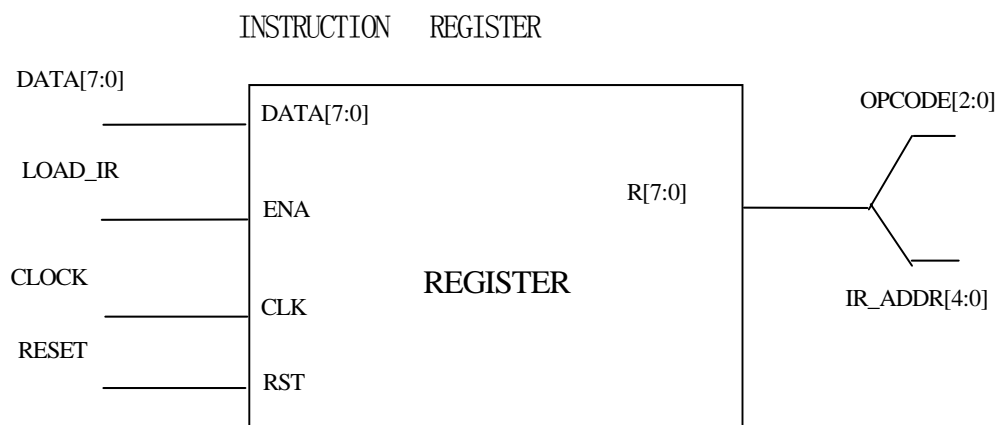 INSTRUCTION REGISTER
DATA[7:0]
OPCODE[2:0]
DATA[7:0]
LOAD_IR
R[7:0]
ENA
CLOCK
REGISTER
IR_ADDR[4:0]
CLK
RESET
RST